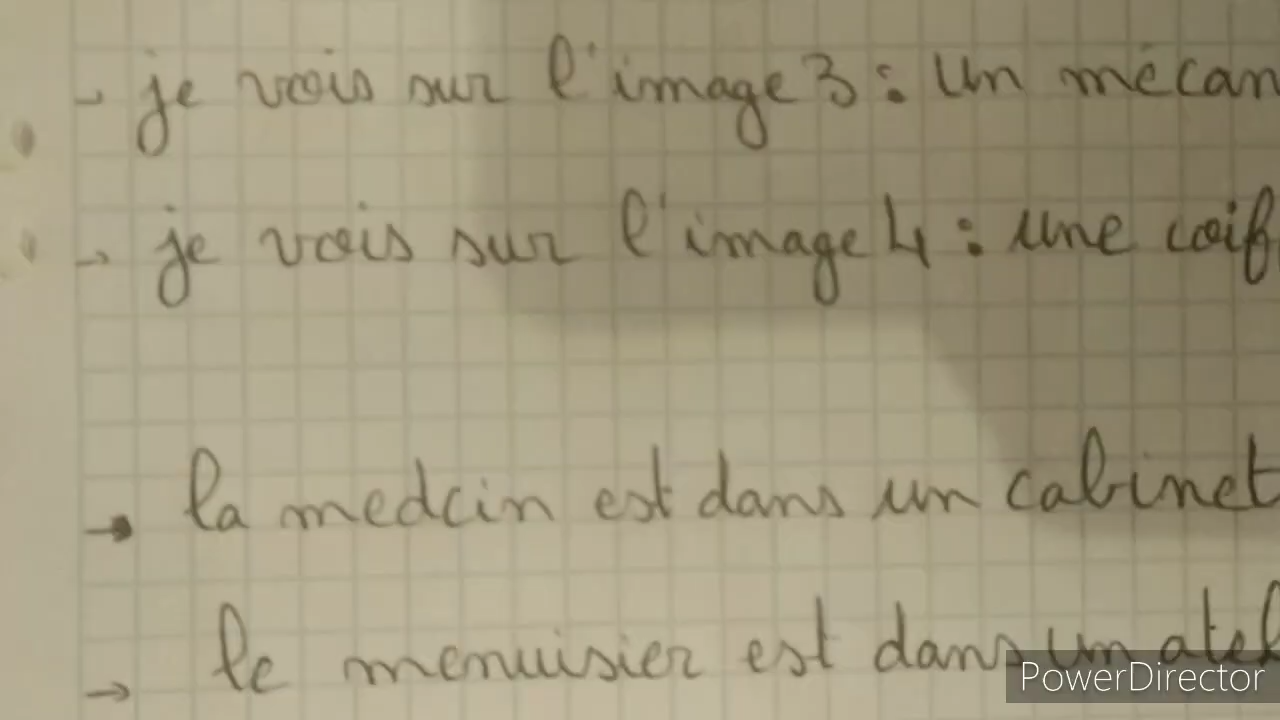 → je vois sur l'image 3 : Un mécan
→ je vois sur l'image 4 : une coif
→ la medcin est dans un cabinet
→ le menuisier est dans un atel
PowerDirector